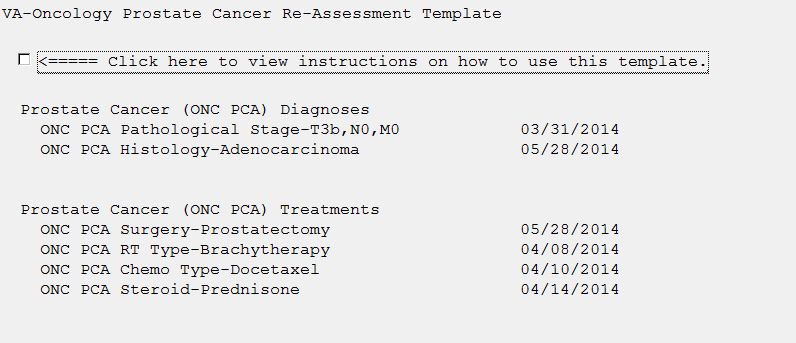 VA-Oncology Prostate Cancer Re-Assessment Template
<===== Click here to view instructions on how to use this template.
Prostate Cancer (ONC PCA) Diagnoses
ONC PCA Pathological Stage-T3b,N0,M0 03/31/2014
ONC PCA Histology-Adenocarcinoma 05/28/2014
Prostate Cancer (ONC PCA) Treatments
ONC PCA Surgery-Prostatectomy 05/28/2014
ONC PCA RT Type-Brachytherapy 04/08/2014
ONC PCA Chemo Type-Docetaxel 04/10/2014
ONC PCA Steroid-Prednisone 04/14/2014